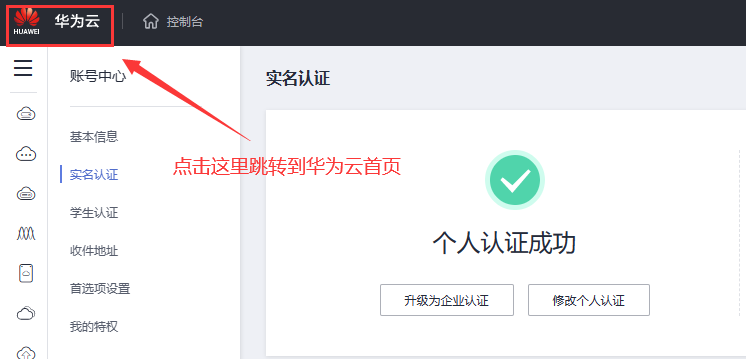 HUAWEI 华为云 控制台
账号中心
基本信息
实名认证
学生认证
收件地址
首选项设置
我的特权
实名认证
点击这里跳转到华为云首页
个人认证成功
升级为企业认证 修改个人认证